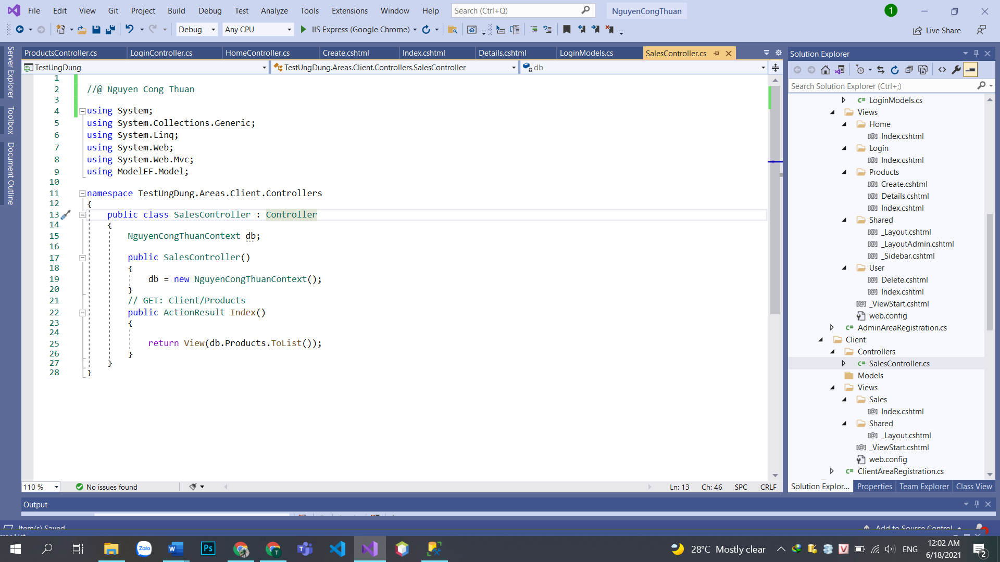 File Edit View Git Project Build Debug Test Analyze Tools Extensions Window Help Search (Ctrl+Q) NguyenCongThuan 1
Debug Any CPU IIS Express (Google Chrome) Live Share
Server Explorer
Toolbox
Document Outline
ProductsController.cs LoginController.cs HomeController.cs Create.cshtml Index.cshtml Details.cshtml LoginModels.cs SalesController.cs
TestUngDung TestUngDung.Areas.Client.Controllers.SalesController db
1
2 //@ Nguyen Cong Thuan
3
4 using System;
5 using System.Collections.Generic;
6 using System.Linq;
7 using System.Web;
8 using System.Web.Mvc;
9 using ModelEF.Model;
10
11 namespace TestUngDung.Areas.Client.Controllers
12 {
13 public class SalesController : Controller
14 {
15 NguyenCongThuanContext db;
16
17 public SalesController()
18 {
19 db = new NguyenCongThuanContext();
20 }
21 // GET: Client/Products
22 public ActionResult Index()
23 {
24
25 return View(db.Products.ToList());
26 }
27 }
28 }
110 % No issues found Ln: 13 Ch: 46 SPC CRLF
Solution Explorer
Search Solution Explorer (Ctrl+;)
C# LoginModels.cs
Views
Home
[@] Index.cshtml
Login
[@] Index.cshtml
Products
[@] Create.cshtml
[@] Details.cshtml
[@] Index.cshtml
Shared
[@] _Layout.cshtml
[@] _LayoutAdmin.cshtml
[@] _Sidebar.cshtml
User
[@] Delete.cshtml
[@] Index.cshtml
[@] _ViewStart.cshtml
web.config
C# AdminAreaRegistration.cs
Client
Controllers
C# SalesController.cs
Models
Views
Sales
[@] Index.cshtml
Shared
[@] _Layout.cshtml
[@] _ViewStart.cshtml
web.config
C# ClientAreaRegistration.cs
Solution Explor... Properties Team Explorer Class View
Output
Item(s) Saved Add to Source Control
Zalo Ps T 28°C Mostly clear V ENG 12:02 AM
6/18/2021 2